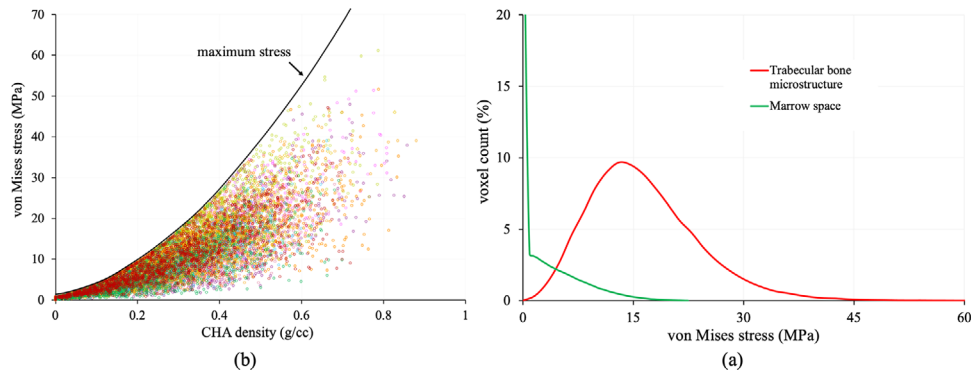 70
60
50
40
30
20
10
0
von Mises stress (MPa)
maximum stress
0
0.2
0.4
0.6
0.8
1
CHA density (g/cc)
(b)
20
15
10
5
0
voxel count (%)
Trabecular bone
microstructure
Marrow space
0
15
30
45
60
von Mises stress (MPa)
(a)